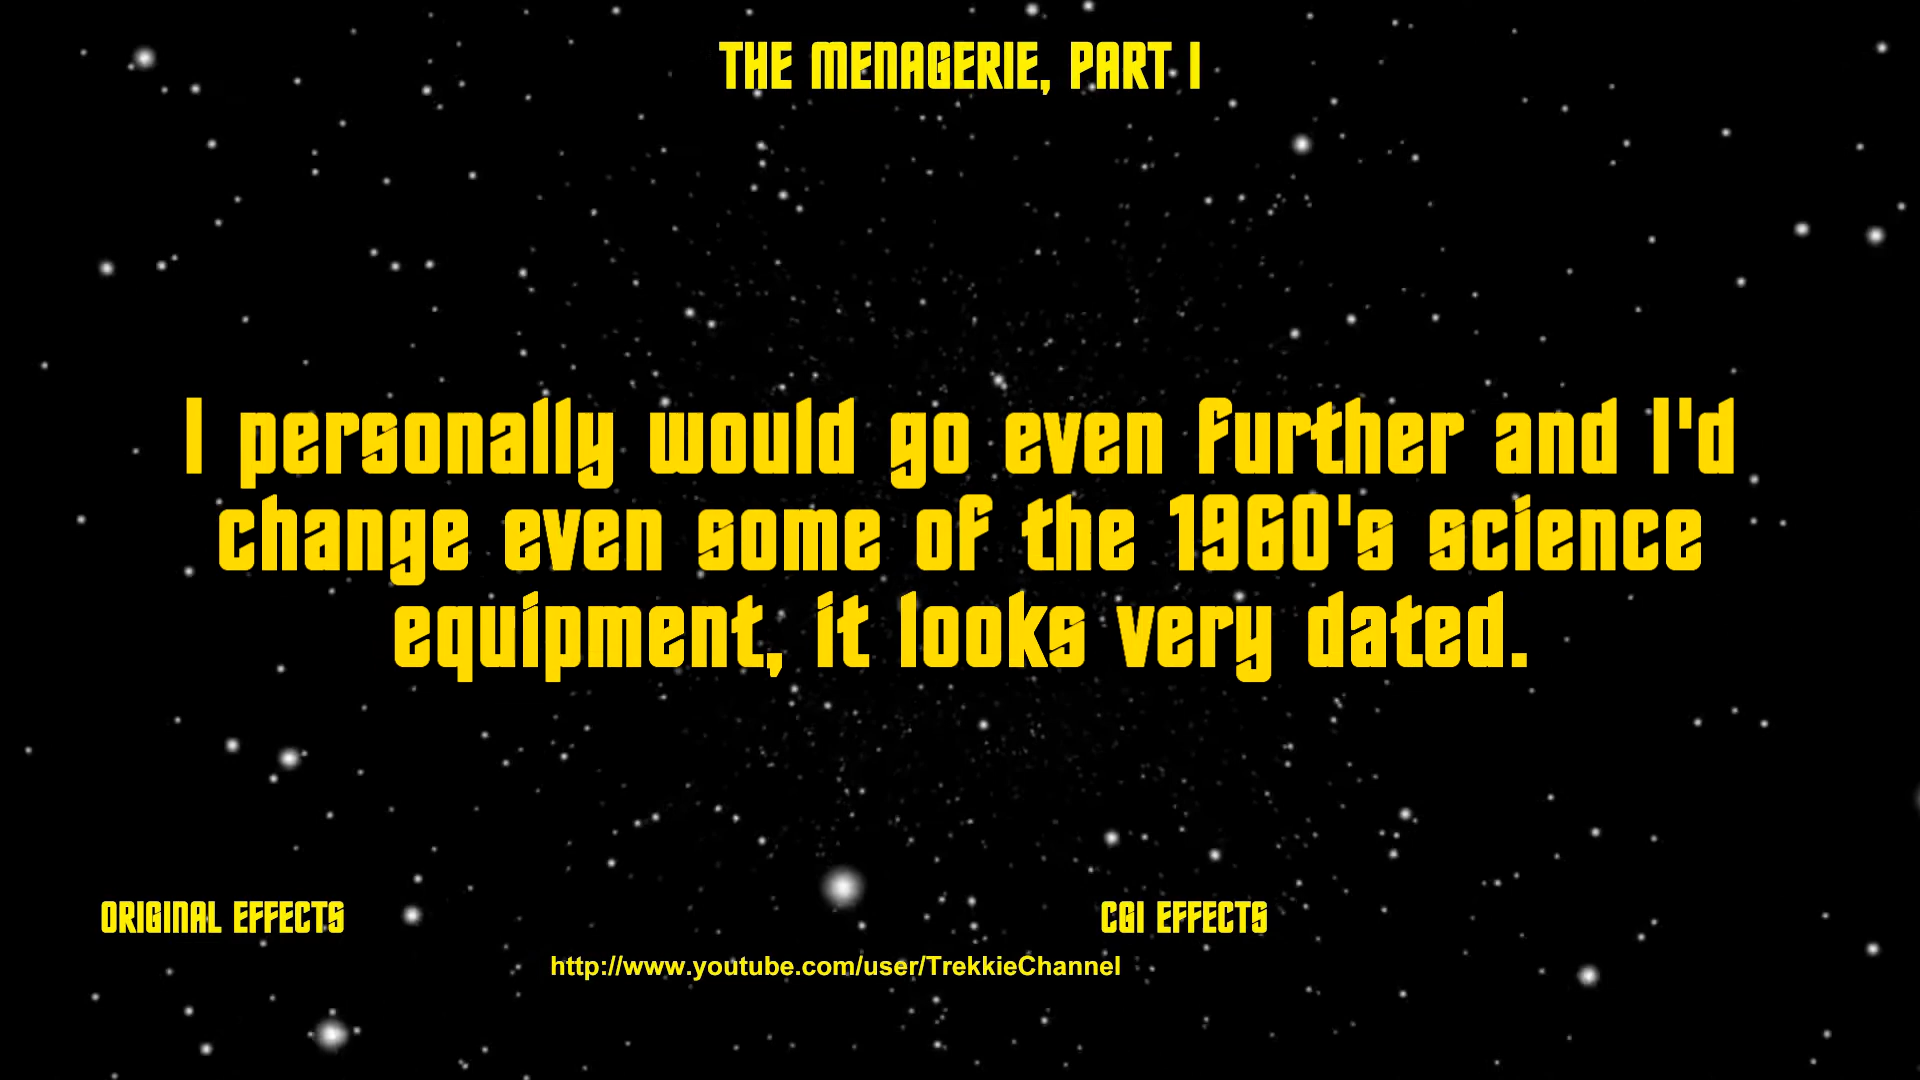 THE MENAGERIE, PART I
I personally would go even further and I'd
change even some of the 1960's science
equipment, it looks very dated.
ORIGINAL EFFECTS
CGI EFFECTS
http://www.youtube.com/user/TrekkieChannel